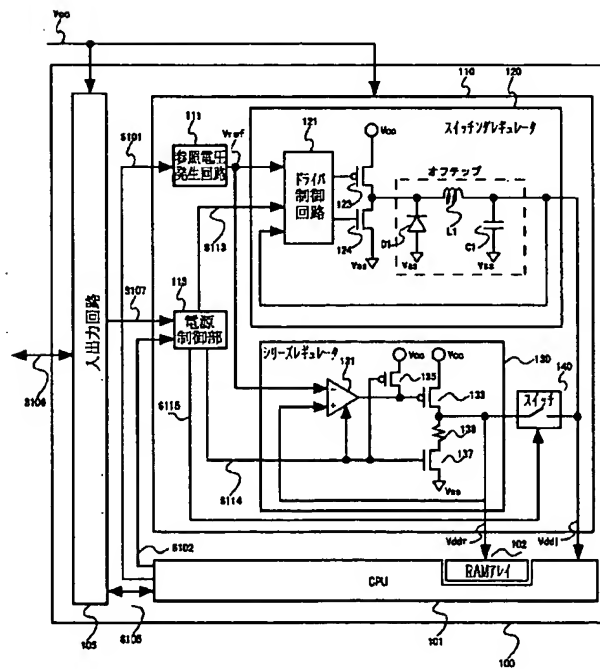 Vcc
110
120
S101
111
Vref
参照電圧
発生回路
121
ドライバ
制御
回路
Vcc
スイッチングレギュレータ
オフチップ
123
124
D1
L1
C1
Vss
Vss
Vss
S113
S107
113
電源
制御部
入出力回路
S106
シリーズレギュレータ
131
-
+
Vcc
Vcc
130
135
133
140
スイッチ
138
137
Vss
S115
S114
S102
Vddr
Vddi
102
RAMアレイ
CPU
105
S105
101
100